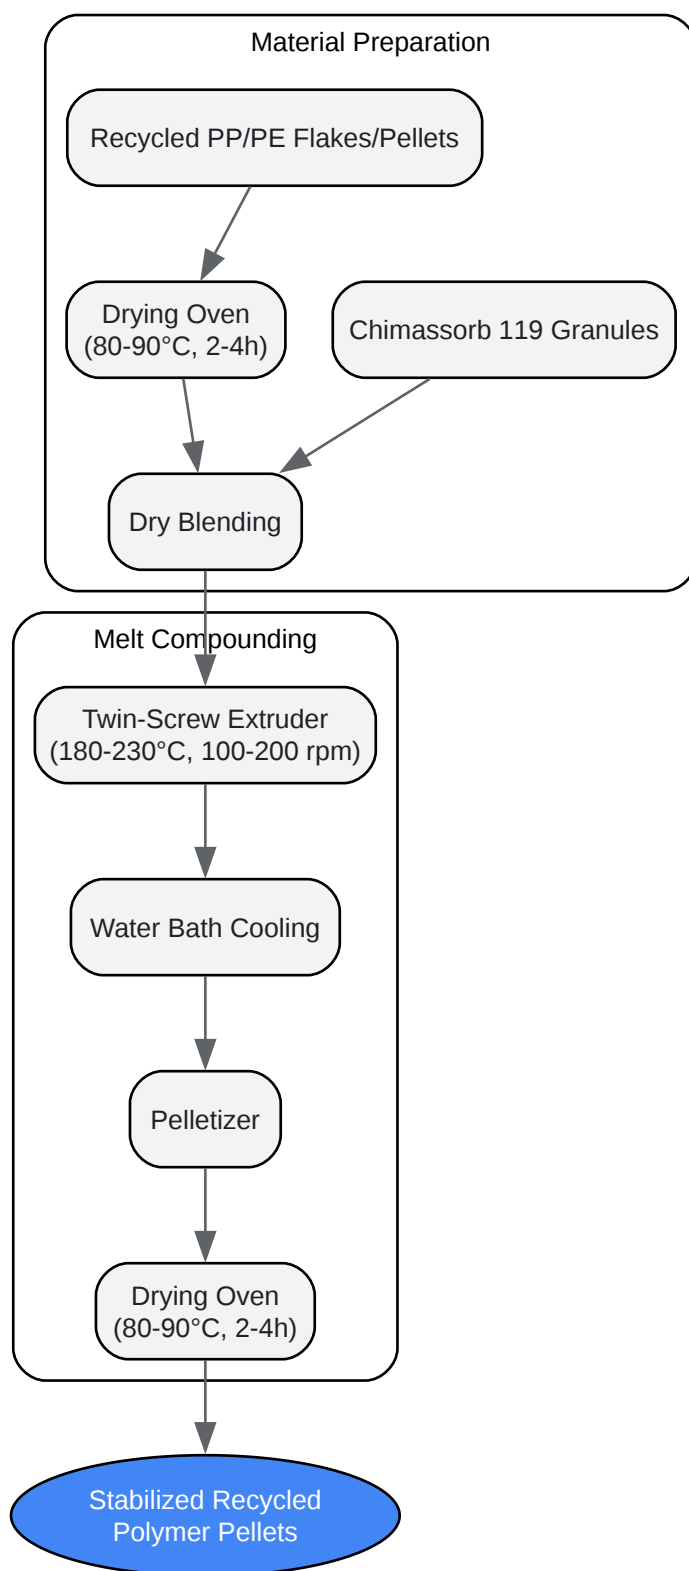 Material Preparation
Recycled PP/PE Flakes/Pellets
Drying Oven
(80-90°C, 2-4h)
Chimassorb 119 Granules
Dry Blending
Melt Compounding
Twin-Screw Extruder
(180-230°C, 100-200 rpm)
Water Bath Cooling
Pelletizer
Drying Oven
(80-90°C, 2-4h)
Stabilized Recycled
Polymer Pellets